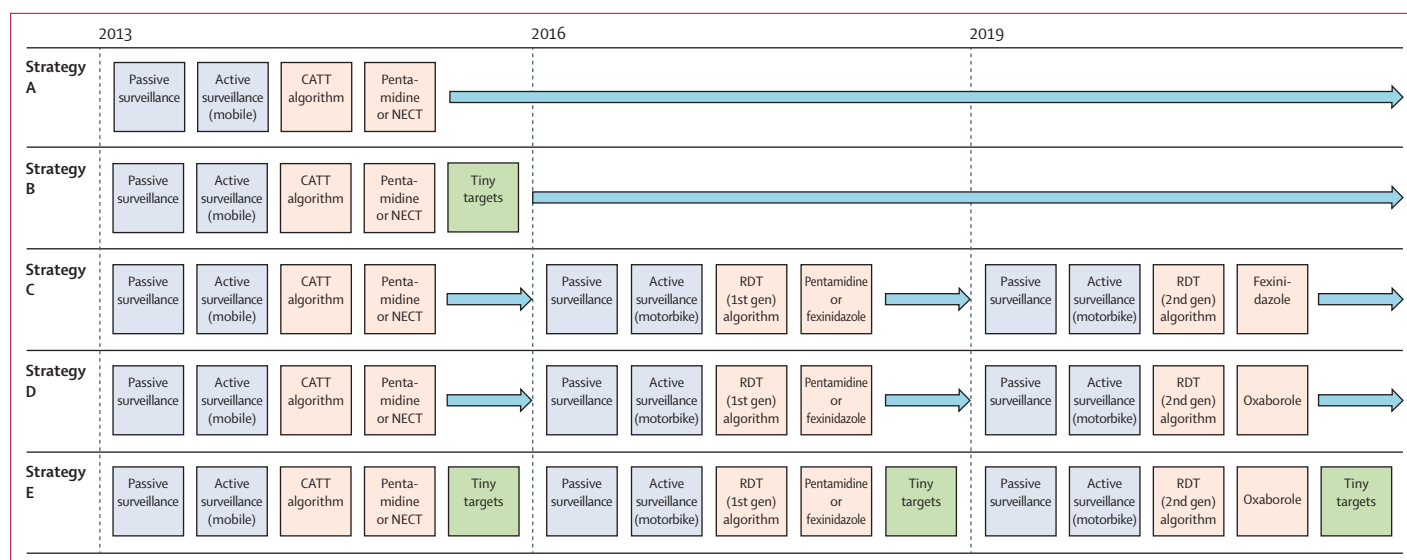 2013
2016
2019
Strategy
A
Passive
surveillance
Active
surveillance
(mobile)
CATT
algorithm
Penta-
midine
or NECT
Strategy
B
Passive
surveillance
Active
surveillance
(mobile)
CATT
algorithm
Penta-
midine
or NECT
Tiny
targets
Strategy
C
Passive
surveillance
Active
surveillance
(mobile)
CATT
algorithm
Penta-
midine
or NECT
Passive
surveillance
Active
surveillance
(motorbike)
RDT
(1st gen)
algorithm
Pentamidine
or
fexinidazole
Passive
surveillance
Active
surveillance
(motorbike)
RDT
(2nd gen)
algorithm
Fexini-
dazole
Strategy
D
Passive
surveillance
Active
surveillance
(mobile)
CATT
algorithm
Penta-
midine
or NECT
Passive
surveillance
Active
surveillance
(motorbike)
RDT
(1st gen)
algorithm
Pentamidine
or
fexinidazole
Passive
surveillance
Active
surveillance
(motorbike)
RDT
(2nd gen)
algorithm
Oxaborole
Strategy
E
Passive
surveillance
Active
surveillance
(mobile)
CATT
algorithm
Penta-
midine
or NECT
Tiny
targets
Passive
surveillance
Active
surveillance
(motorbike)
RDT
(1st gen)
algorithm
Pentamidine
or
fexinidazole
Tiny
targets
Passive
surveillance
Active
surveillance
(motorbike)
RDT
(2nd gen)
algorithm
Oxaborole
Tiny
targets